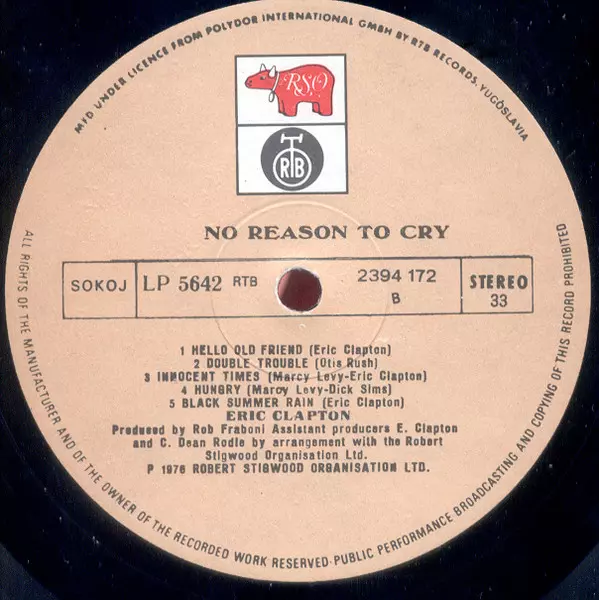 MFD UNDER LICENCE FROM POLYDOR INTERNATIONAL GMBH BY RTB RECORDS, YUGOSLAVIA
RSO
RTB
NO REASON TO CRY
SOKOJ LP 5642 RTB 2394 172 STEREO
B 33
1 HELLO OLD FRIEND (Eric Clapton)
2 DOUBLE TROUBLE (Otis Rush)
3 INNOCENT TIMES (Marcy Levy-Eric Clapton)
4 HUNGRY (Marcy Levy-Dick Sims)
5 BLACK SUMMER RAIN (Eric Clapton)
ERIC CLAPTON
Produced by Rob Fraboni Assistant producers E. Clapton
and C. Dean Rodle by arrangement with the Robert
Stigwood Organisation Ltd.
P 1976 ROBERT STIGWOOD ORGANISATION LTD.
ALL RIGHTS OF THE MANUFACTURER AND OF THE OWNER OF THE RECORDED WORK RESERVED·PUBLIC PERFORMANCE BROADCASTING AND COPYING OF THIS RECORD PROHIBITED